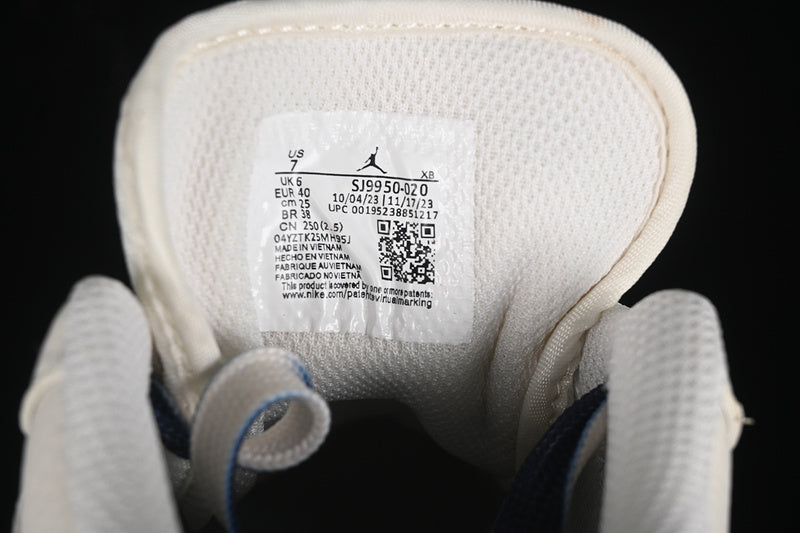 US
7
XB
UK 6
SJ9950-020
EUR 40
10/04/23 | 11/17/23
cm 25
UPC 00195238851217
BR 38
CN 250(2.5)
04YZTK25MH95J
MADE IN VIETNAM
HECHO EN VIETNAM
FABRIQUE AU VIETNAM
FABRICADO NO VIETNÃ
This product is covered by one or more patents:
www.nike.com/patents virtualmarking